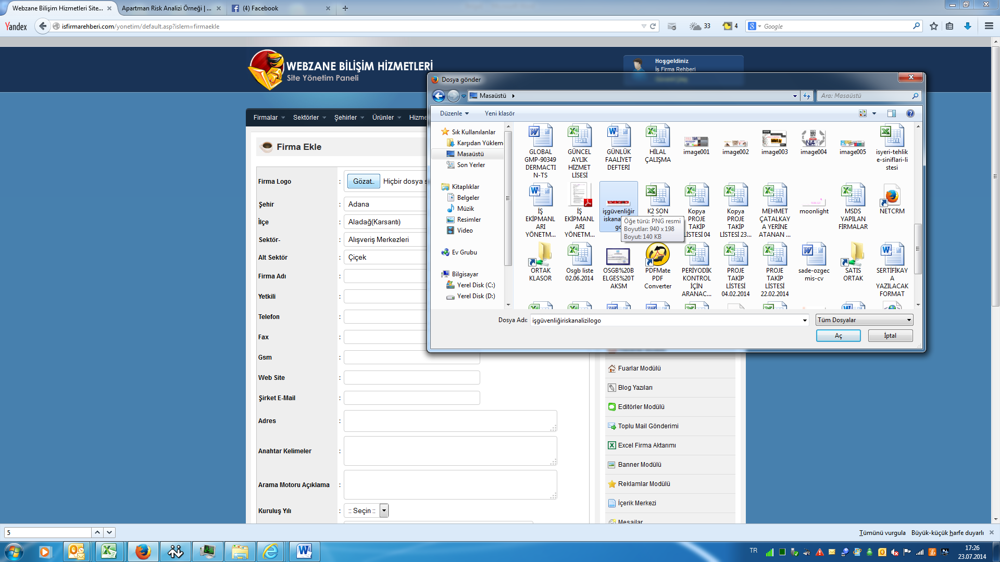 Webzane Bilişim Hizmetleri Site...
Apartman Risk Analizi Örneği | ...
(4) Facebook
Yandex
isfirmarehberi.com/yonetim/default.asp?islem=firmaekle
33
4
Google
WEBZANE BİLİŞİM HİZMETLERİ
Site Yönetim Paneli
Hoşgeldiniz
İş Firma Rehberi
Firmalar
Sektörler
Şehirler
Ürünler
Hizme
Firma Ekle
Firma Logo
:
Gözat..
Hiçbir dosya s
Şehir
:
Adana
İlçe
:
Aladağ(Karsantı)
Sektör-
:
Alışveriş Merkezleri
Alt Sektör
:
Çiçek
Firma Adı
:
Yetkili
:
Telefon
:
Fax
:
Gsm
:
Web Site
:
Şirket E-Mail
:
Adres
:
Anahtar Kelimeler
:
Arama Motoru Açıklama
:
Kuruluş Yılı
:
:: Seçin ::
Dosya gönder
Masaüstü
Ara: Masaüstü
Düzenle
Yeni klasör
Sık Kullanılanlar
Karşıdan Yüklem
Masaüstü
Son Yerler
Kitaplıklar
Belgeler
Müzik
Resimler
Video
Ev Grubu
Bilgisayar
Yerel Disk (C:)
Yerel Disk (D:)
GLOBAL
GMP-90349
DERMACTI
N-TS
GÜNCEL
AYLIK
HİZMET
LİSESİ
GÜNLÜK
FAALİYET
DEFTERİ
HİLAL
ÇALIŞMA
image001
image002
image003
image004
image005
isyeri-tehlik
e-siniflari-li
stesi
İŞ
EKİPMANL
ARI
YÖNETM...
İŞ
EKİPMANL
ARI
YÖNETM...
işgüvenliğir
iskana
go
K2 SON
Öğe türü: PNG resmi
Boyutlar: 940 x 198
Boyut: 140 KB
Kopya
PROJE
TAKİP
LİSTESİ 04
Kopya
PROJE
TAKİP
LİSTESİ 23...
MEHMET
ÇATALKAY
A YERİNE
ATANAN ...
moonlight
MSDS
YAPILAN
FİRMALAR
NETCRM
ORTAK
KLASOR
Osgb liste
02.06.2014
OSGB%20B
ELGES%20T
AKSM
PDFMate
PDF
Converter
PERİYODİK
KONTROL
İÇİN
ARANAC...
PROJE
TAKİP
LİSTESİ
04.02.2014
PROJE
TAKİP
LİSTESİ
22.02.2014
sade-ozgec
mis-cv
SATIS
ORTAK
SERTİFİKAY
A
YAZILACAK
FORMAT
Dosya Adı:
işgüvenliğiriskanalizilogo
Tüm Dosyalar
Aç
İptal
Fuarlar Modülü
Blog Yazıları
Editörler Modülü
Toplu Mail Gönderimi
Excel Firma Aktarımı
Banner Modülü
Reklamlar Modülü
İçerik Merkezi
Mesajlar
5
Tümünü vurgula
Büyük-küçük harfe duyarlı
TR
17:26
23.07.2014